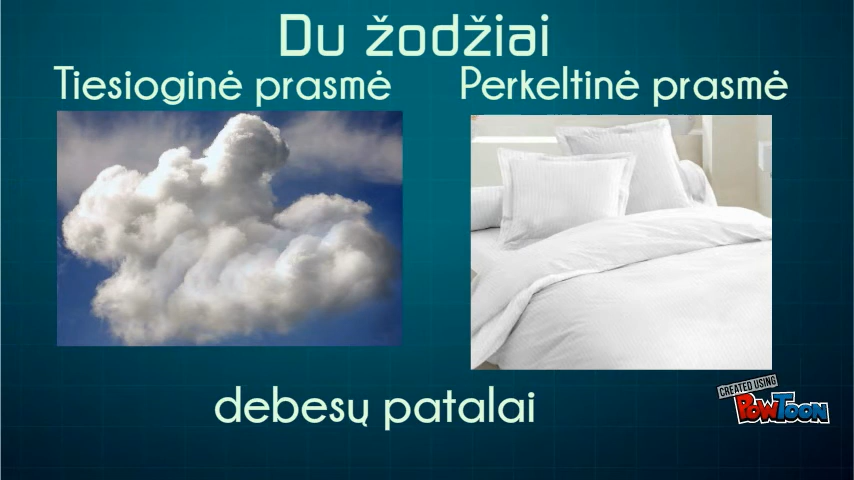 Du žodžiai
Tiesioginė prasmė
Perkeltinė prasmė
debesų patalai
CREATED USING
POWTOON